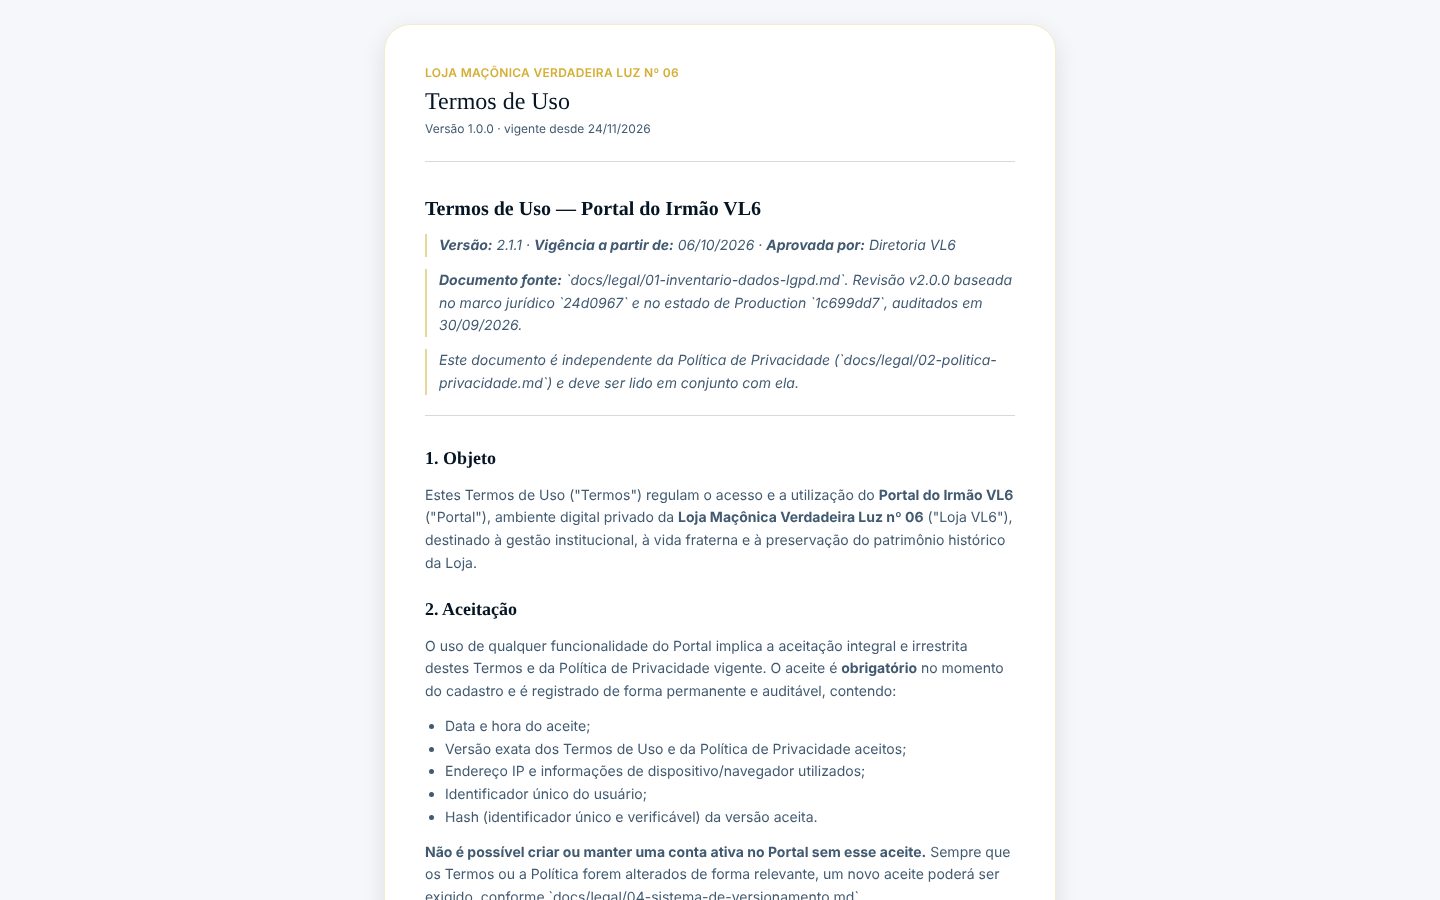 LOJA MAÇÔNICA VERDADEIRA LUZ Nº 06
Termos de Uso
Versão 1.0.0 · vigente desde 24/11/2026
Termos de Uso — Portal do Irmão VL6
Versão: 2.1.1 · Vigência a partir de: 06/10/2026 · Aprovada por: Diretoria VL6
Documento fonte: `docs/legal/01-inventario-dados-lgpd.md`. Revisão v2.0.0 baseada
no marco jurídico `24d0967` e no estado de Production `1c699dd7`, auditados em
30/09/2026.
Este documento é independente da Política de Privacidade (`docs/legal/02-politica-
privacidade.md`) e deve ser lido em conjunto com ela.
1. Objeto
Estes Termos de Uso ("Termos") regulam o acesso e a utilização do Portal do Irmão VL6
("Portal"), ambiente digital privado da Loja Maçônica Verdadeira Luz nº 06 ("Loja VL6"),
destinado à gestão institucional, à vida fraterna e à preservação do patrimônio histórico
da Loja.
2. Aceitação
O uso de qualquer funcionalidade do Portal implica a aceitação integral e irrestrita
destes Termos e da Política de Privacidade vigente. O aceite é obrigatório no momento
do cadastro e é registrado de forma permanente e auditável, contendo:
• Data e hora do aceite;
• Versão exata dos Termos de Uso e da Política de Privacidade aceitos;
• Endereço IP e informações de dispositivo/navegador utilizados;
• Identificador único do usuário;
• Hash (identificador único e verificável) da versão aceita.
Não é possível criar ou manter uma conta ativa no Portal sem esse aceite. Sempre que
os Termos ou a Política forem alterados de forma relevante, um novo aceite poderá ser
exigido, conforme `docs/legal/04-sistema-de-versionamento.md`.